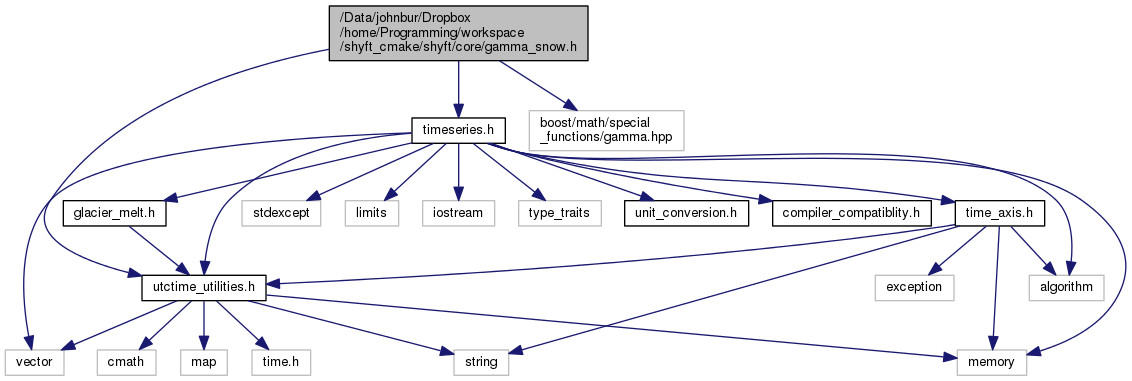 /Data/johnbur/Dropbox
/home/Programming/workspace
/shyft_cmake/shyft/core/gamma_snow.h
timeseries.h
boost/math/special
_functions/gamma.hpp
glacier_melt.h
stdexcept
limits
iostream
type_traits
unit_conversion.h
compiler_compatiblity.h
time_axis.h
utctime_utilities.h
exception
algorithm
vector
cmath
map
time.h
string
memory